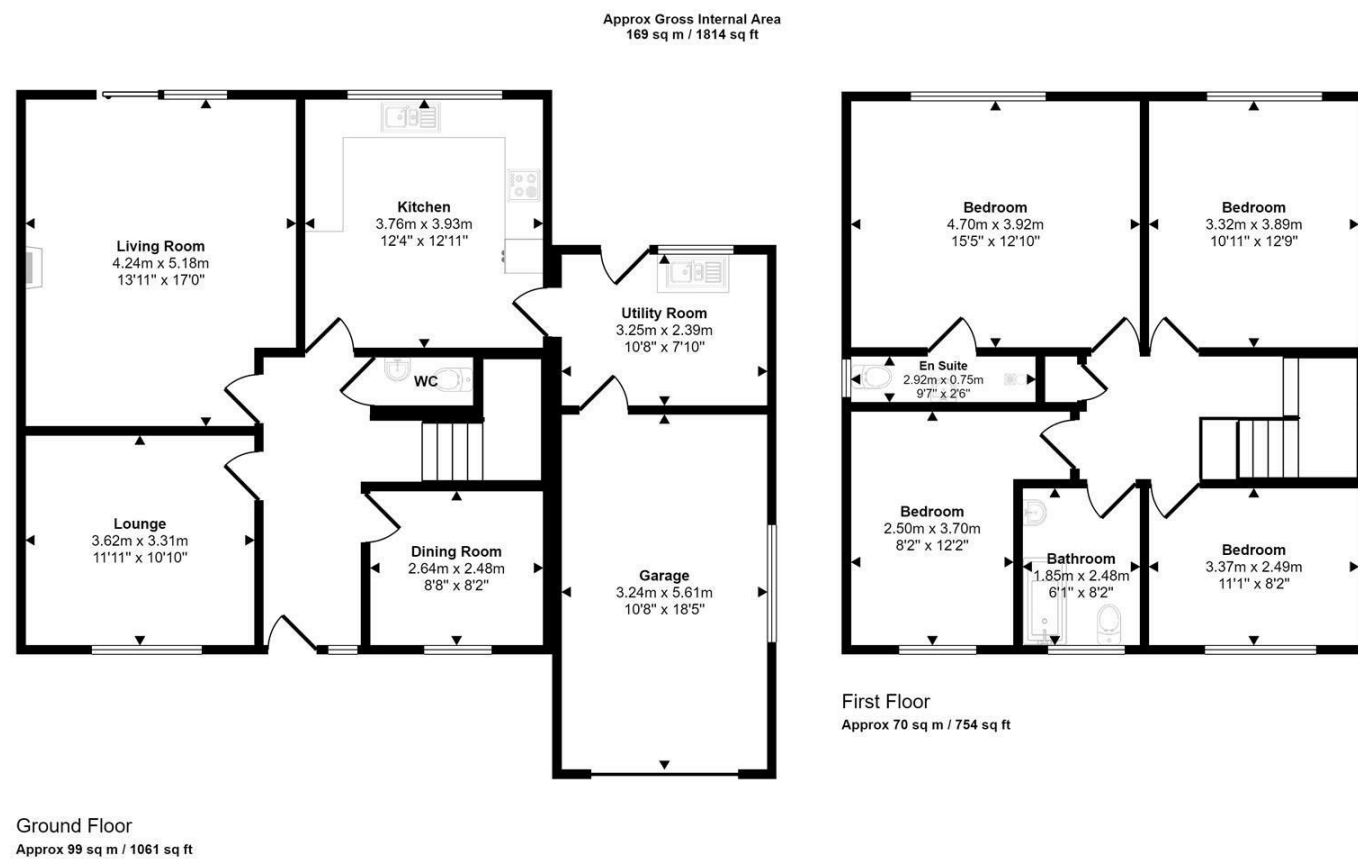 Approx Gross Internal Area
169 sq m / 1814 sq ft
Living Room
4.24m x 5.18m
13'11" x 17'0"
Kitchen
3.76m x 3.93m
12'4" x 12'11"
Utility Room
3.25m x 2.39m
10'8" x 7'10"
WC
Lounge
3.62m x 3.31m
11'11" x 10'10"
Dining Room
2.64m x 2.48m
8'8" x 8'2"
Garage
3.24m x 5.61m
10'8" x 18'5"
Ground Floor
Approx 99 sq m / 1061 sq ft
Bedroom
4.70m x 3.92m
15'5" x 12'10"
Bedroom
3.32m x 3.89m
10'11" x 12'9"
En Suite
2.92m x 0.75m
9'7" x 2'6"
Bedroom
2.50m x 3.70m
8'2" x 12'2"
Bathroom
1.85m x 2.48m
6'1" x 8'2"
Bedroom
3.37m x 2.49m
11'1" x 8'2"
First Floor
Approx 70 sq m / 754 sq ft